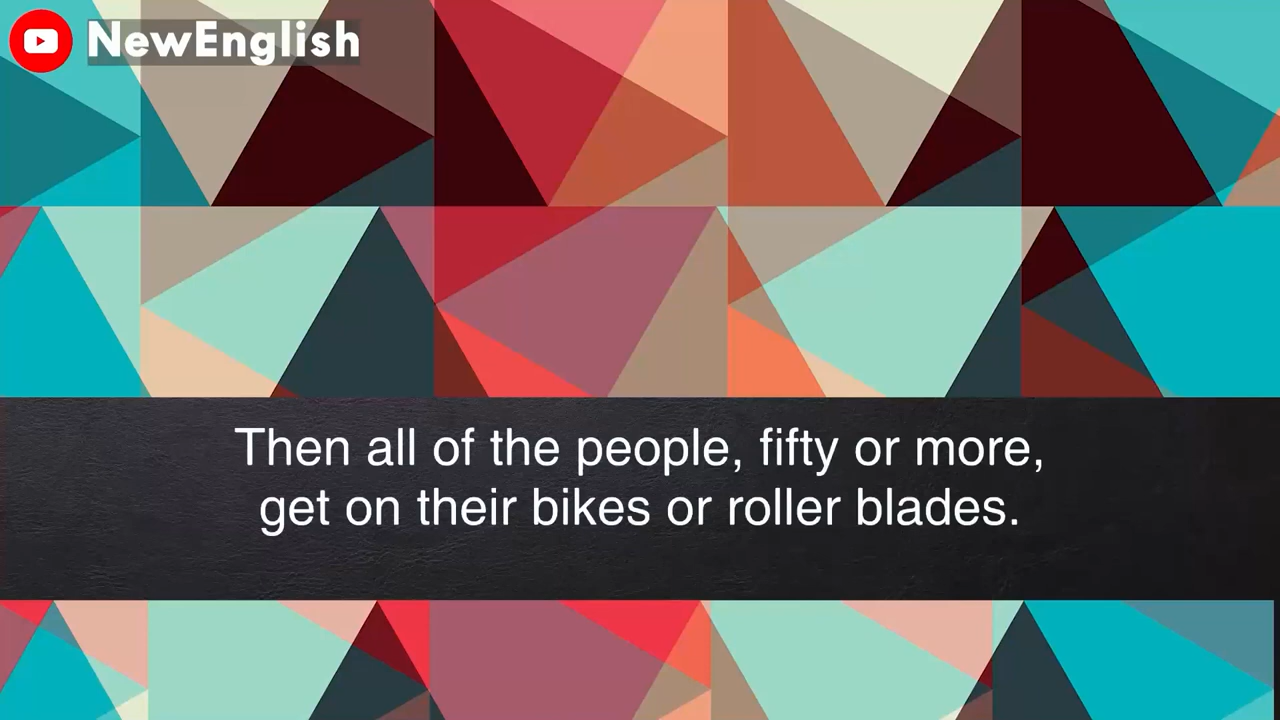 NewEnglish
Then all of the people, fifty or more,
get on their bikes or roller blades.